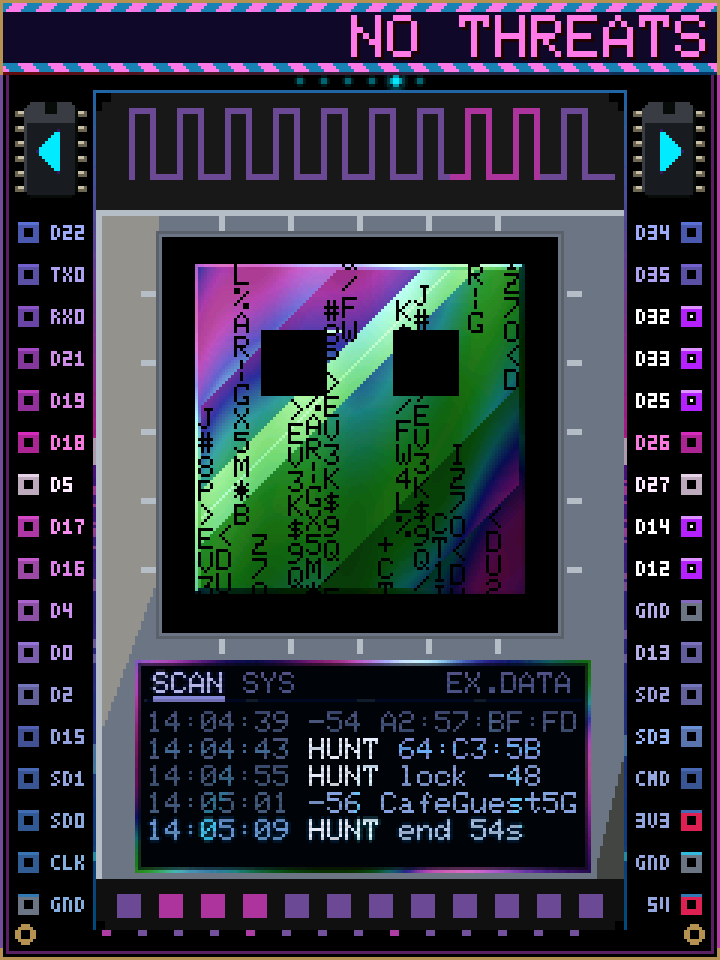 NO THREATS
D22
TX0
RX0
D21
D19
D18
D5
D17
D16
D4
D0
D2
D15
SD1
SD0
CLK
GND
D34
D35
D32
D33
D25
D26
D27
D14
D12
GND
D13
SD2
SD3
CMD
3V3
GND
5V
SCAN SYS EX.DATA
14:04:39 -54 A2:57:BF:FD
14:04:43 HUNT 64:C3:5B
14:04:55 HUNT lock -48
14:05:01 -56 CafeGuest5G
14:05:09 HUNT end 54s